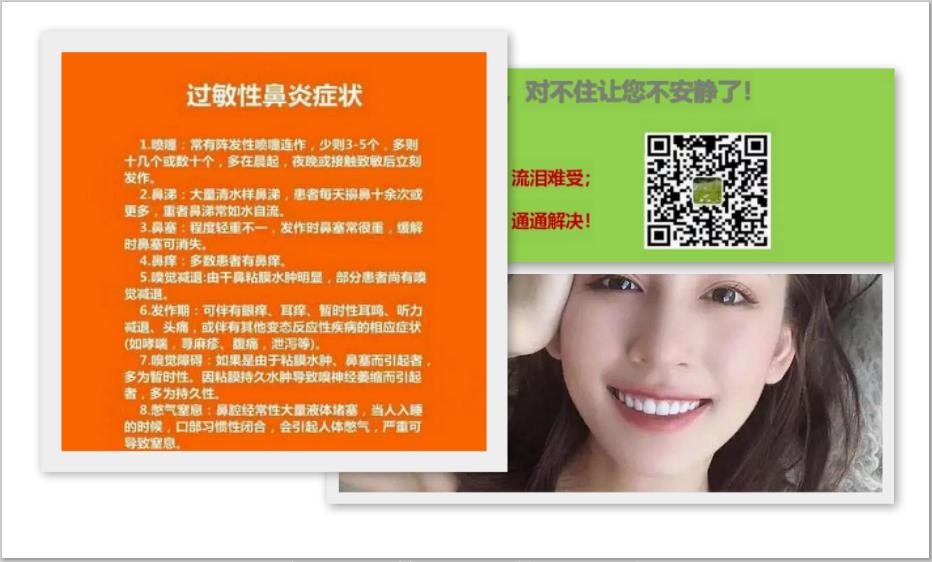 过敏性鼻炎症状
1.喷嚏：常有阵发性喷嚏连作，少则3-5个，多则
十几个或数十个，多在晨起，夜晚或接触致敏后立刻
发作。
2.鼻涕：大量清水样鼻涕，患者每天擤鼻十余次或
更多，重者鼻涕常如水自流。
3.鼻塞：程度轻重不一，发作时鼻塞常很重，缓解
时鼻塞可消失。
4.鼻痒：多数患者有鼻痒。
5.嗅觉减退:由于鼻粘膜水肿明显，部分患者尚有嗅
觉减退。
6.发作期：可伴有眼痒、耳痒、暂时性耳鸣、听力
减退、头痛，或伴有其他变态反应性疾病的相应症状
(如哮喘，荨麻疹、腹痛，泄泻等)。
7.嗅觉障碍：如果是由于粘膜水肿、鼻塞而引起者，
多为暂时性。因粘膜持久水肿导致嗅神经萎缩而引起
者，多为持久性。
8.憋气窒息：鼻腔经常性大量液体堵塞，当人入睡
的时候，口部习惯性闭合，会引起人体憋气，严重可
导致窒息。
，对不住让您不安静了！
流泪难受；
通通解决！